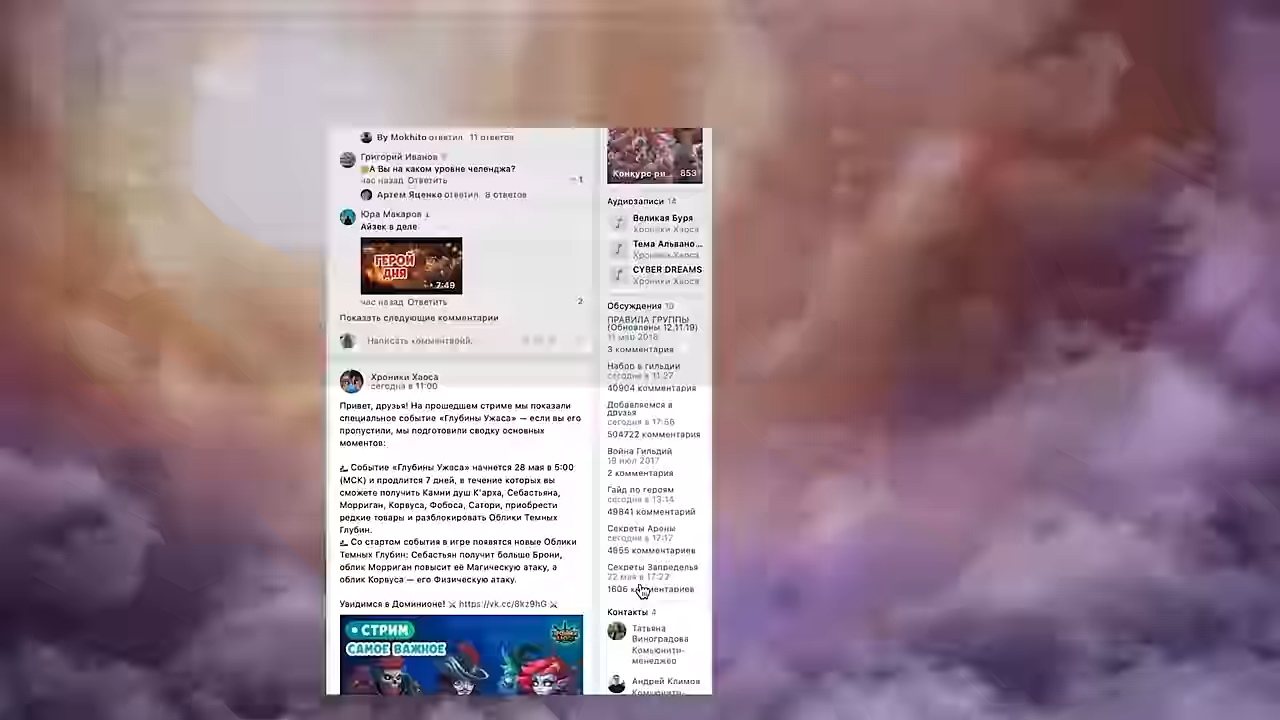 By Mokhito ответил 11 ответов
Григорий Иванов
А Вы на каком уровне челенджа?
час назад Ответить
1
Артем Яценко ответил 8 ответов
Юра Макаров
Айзек в деле
ГЕРОЙ
ДНЯ
7:49
час назад Ответить
2
Показать следующие комментарии
Написать комментарий.
Хроники Хаоса
сегодня в 11:00
Привет, друзья! На прошедшем стриме мы показали
специальное событие «Глубины Ужаса» — если вы его
пропустили, мы подготовили сводку основных
моментов:
Событие «Глубины Ужаса» начнется 28 мая в 5:00
(МСК) и продлится 7 дней, в течение которых вы
сможете получить Камни душ К'арха, Себастьяна,
Морриган, Корвуса, Фобоса, Сатори, приобрести
редкие товары и разблокировать Облики Темных
Глубин.
Со стартом события в игре появятся новые Облики
Темных Глубин: Себастьян получит больше Брони,
облик Морриган повысит её Магическую атаку, а
облик Корвуса — его Физическую атаку.
Увидимся в Доминионе! https://vk.cc/8kz9hG
СТРИМ
САМОЕ ВАЖНОЕ
Конкурс ри... 853
Аудиозаписи 14
Великая Буря
Хроники Хаоса
Тема Альвано...
Хроники Хаоса
CYBER DREAMS
Хроники Хаоса
Обсуждения 10
ПРАВИЛА ГРУППЫ
(Обновлены 12.11.19)
11 мая 2018
3 комментария
Набор в гильдии
сегодня в 11:27
40904 комментария
Добавляемся в
друзья
сегодня в 17:56
504722 комментария
Война Гильдий
19 июл 2017
2 комментария
Гайд по героям
сегодня в 13:14
49841 комментарий
Секреты Арены
сегодня в 17:17
4955 комментариев
Секреты Запределья
22 мая в 17:22
1606 комментариев
Контакты 4
Татьяна
Виноградова
Комьюнити-
менеджер
Андрей Климов
Комьюнити-